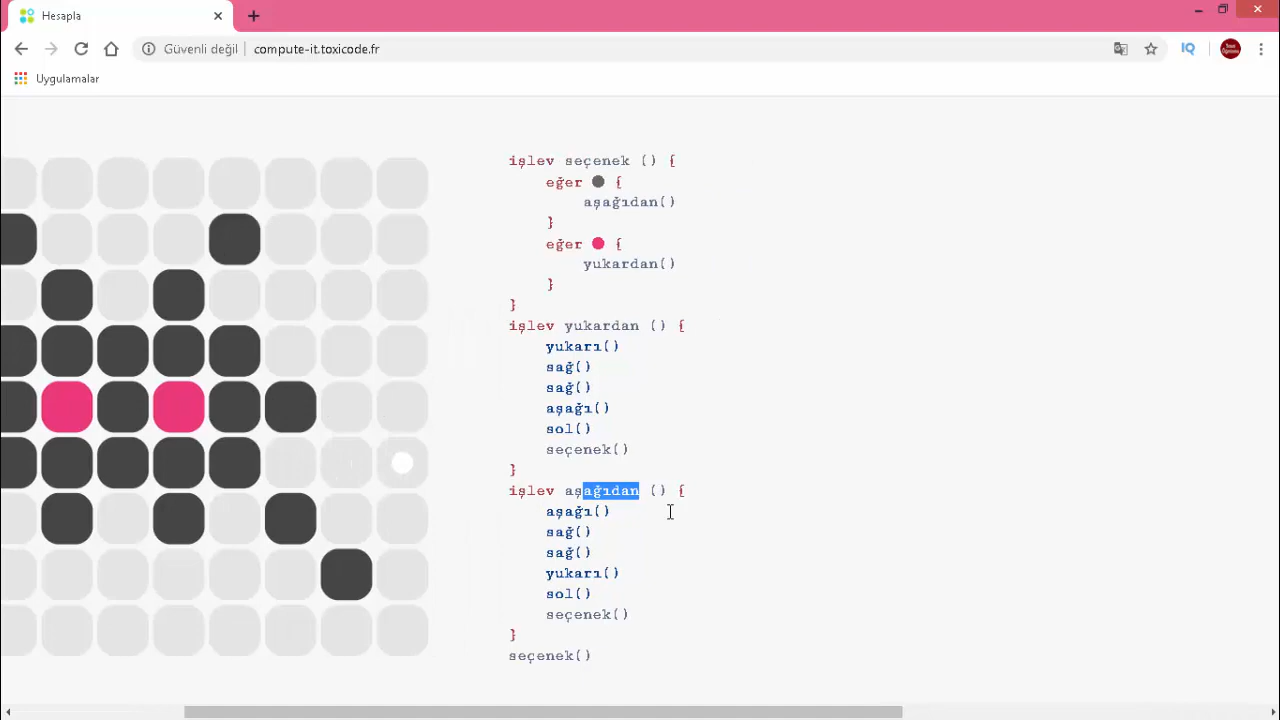 Hesapla
Güvenli değil
compute-it.toxicode.fr
IQ
Uygulamalar
işlev seçenek () {
eğer {
aşağıdan()
}
eğer {
yukardan()
}
}
işlev yukardan () {
yukarı()
sağ()
sağ()
aşağı()
sol()
seçenek()
}
işlev aşağıdan () {
aşağı()
sağ()
sağ()
yukarı()
sol()
seçenek()
}
seçenek()